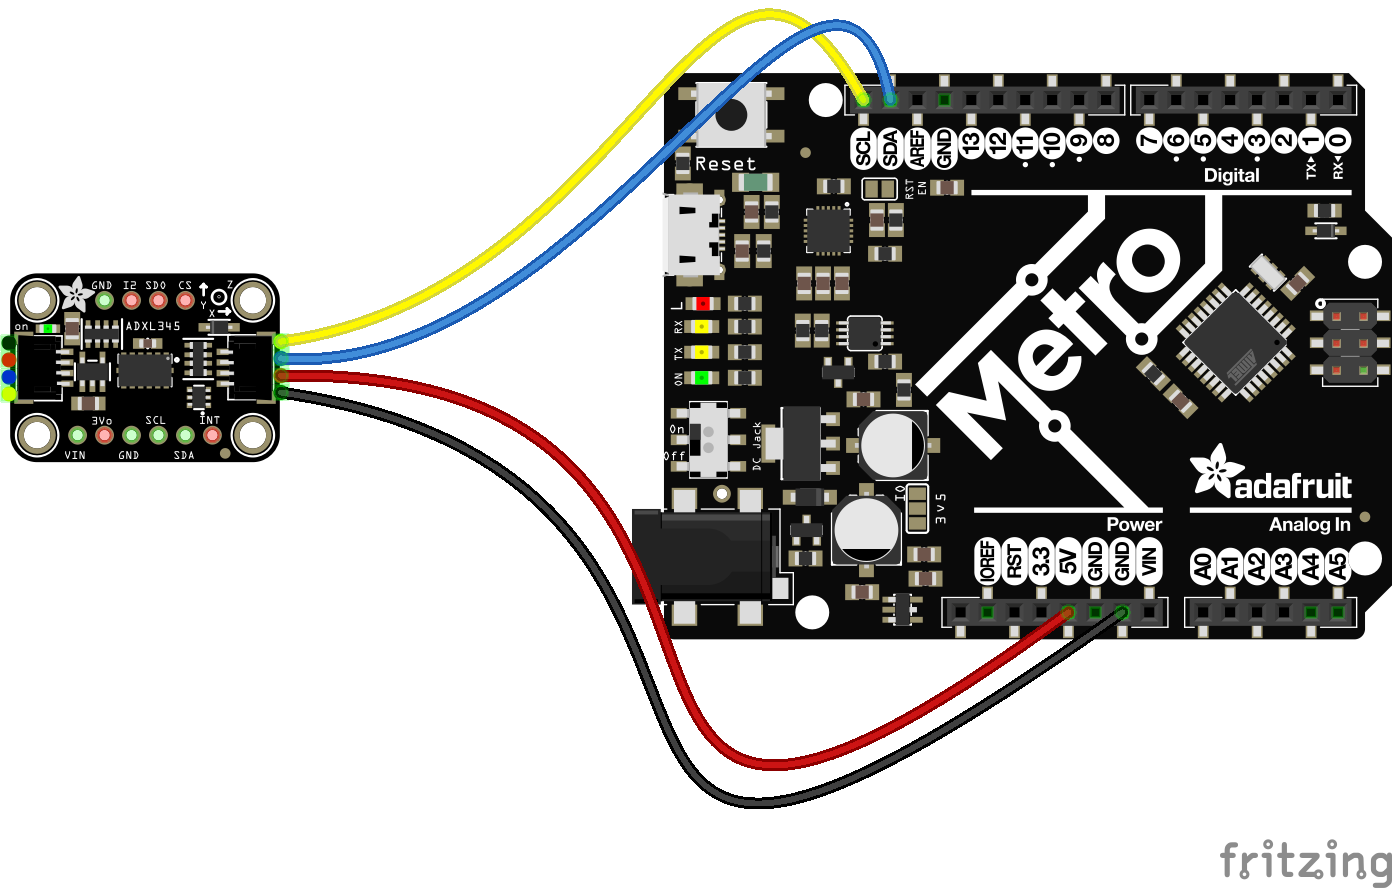 GND I2 SDO CS
Z
Y
X
on
ADXL345
3Vo SCL INT
VIN GND SDA
Reset
SCL SDA AREF GND 13 12 11 10 9 8
7 6 5 4 3 2 1 0
TX RX
Digital
RST
EN
L
RX
TX
ON
Metro
Atmel
On
Off
DC Jack
IO
3v5
adafruit
Power
Analog In
IOREF RST 3.3 5V GND GND VIN
A0 A1 A2 A3 A4 A5
fritzing